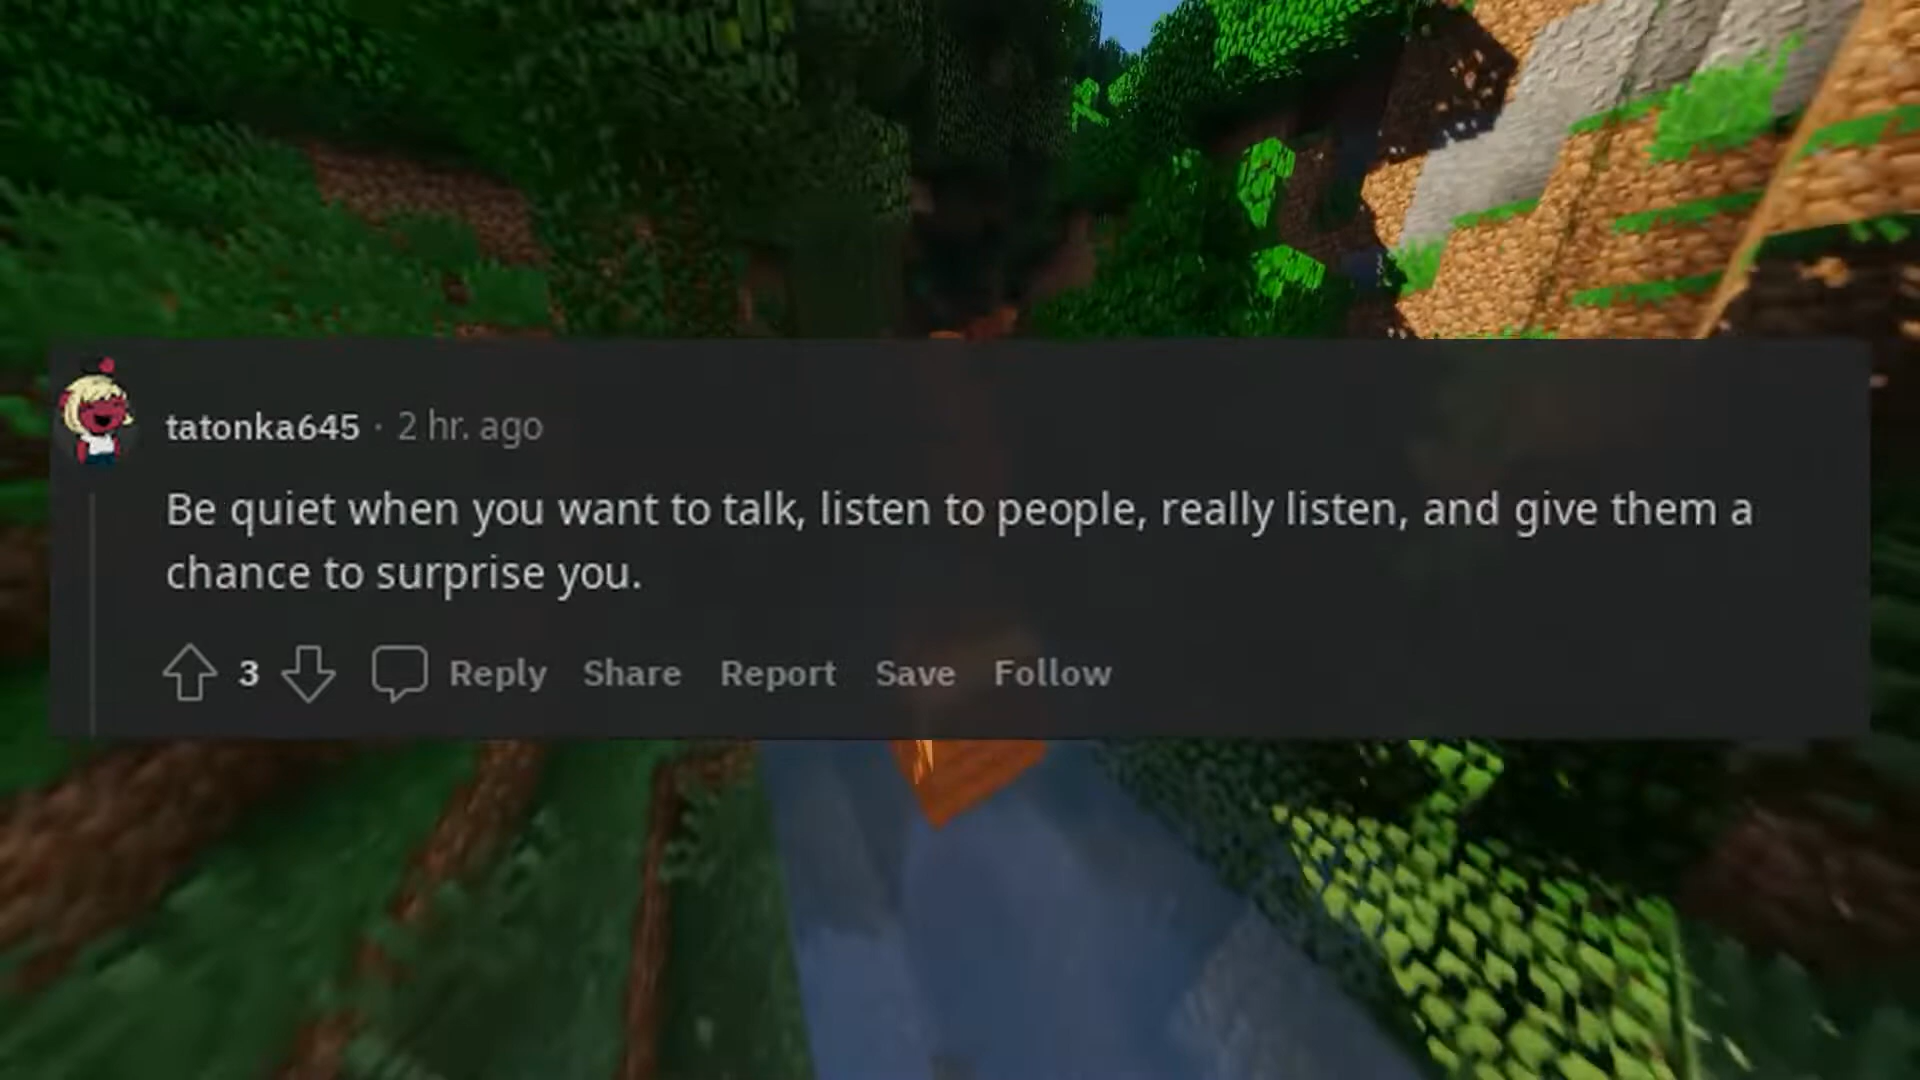 tatonka645 · 2 hr. ago
Be quiet when you want to talk, listen to people, really listen, and give them a
chance to surprise you.
3 Reply Share Report Save Follow